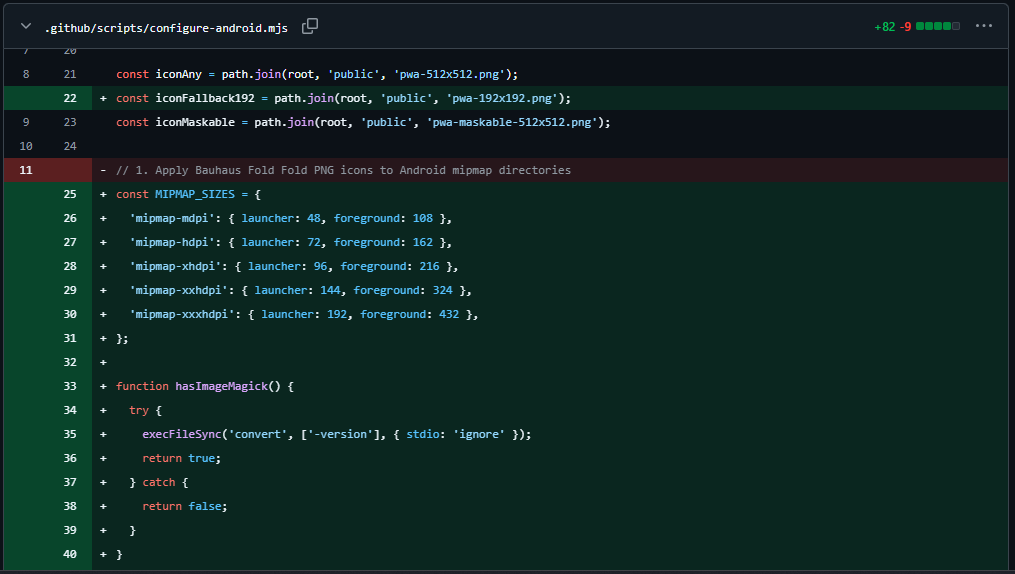 .github/scripts/configure-android.mjs +82 -9
7 20
8 21 const iconAny = path.join(root, 'public', 'pwa-512x512.png');
22 + const iconFallback192 = path.join(root, 'public', 'pwa-192x192.png');
9 23 const iconMaskable = path.join(root, 'public', 'pwa-maskable-512x512.png');
10 24
11 - // 1. Apply Bauhaus Fold Fold PNG icons to Android mipmap directories
25 + const MIPMAP_SIZES = {
26 + 'mipmap-mdpi': { launcher: 48, foreground: 108 },
27 + 'mipmap-hdpi': { launcher: 72, foreground: 162 },
28 + 'mipmap-xhdpi': { launcher: 96, foreground: 216 },
29 + 'mipmap-xxhdpi': { launcher: 144, foreground: 324 },
30 + 'mipmap-xxxhdpi': { launcher: 192, foreground: 432 },
31 + };
32 +
33 + function hasImageMagick() {
34 + try {
35 + execFileSync('convert', ['-version'], { stdio: 'ignore' });
36 + return true;
37 + } catch {
38 + return false;
39 + }
40 + }